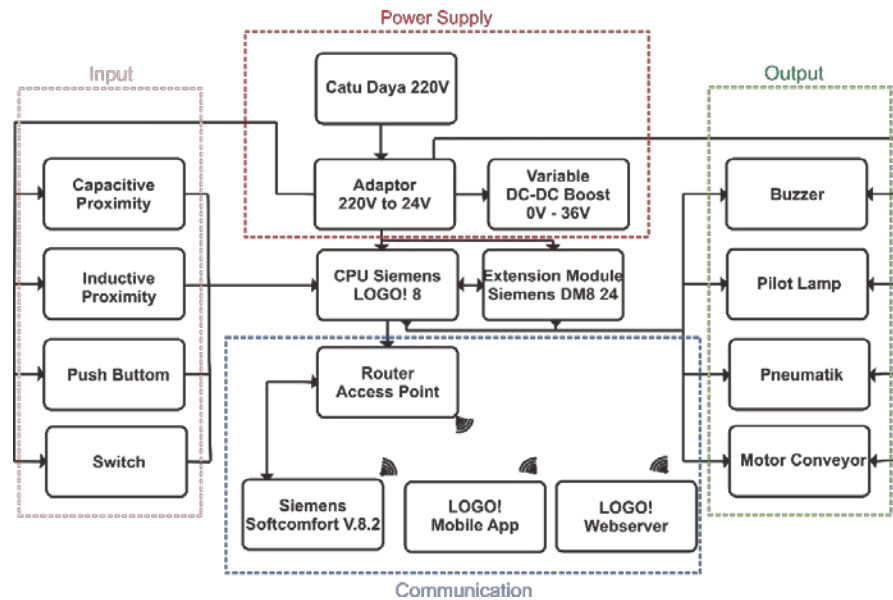 Power Supply
Input
Output
Catu Daya 220V
Capacitive
Proximity
Adaptor
220V to 24V
Variable
DC-DC Boost
0V - 36V
Buzzer
Inductive
Proximity
CPU Siemens
LOGO! 8
Extension Module
Siemens DM8 24
Pilot Lamp
Push Buttom
Router
Access Point
Pneumatik
Switch
Motor Conveyor
Siemens
Softcomfort V.8.2
LOGO!
Mobile App
LOGO!
Webserver
Communication